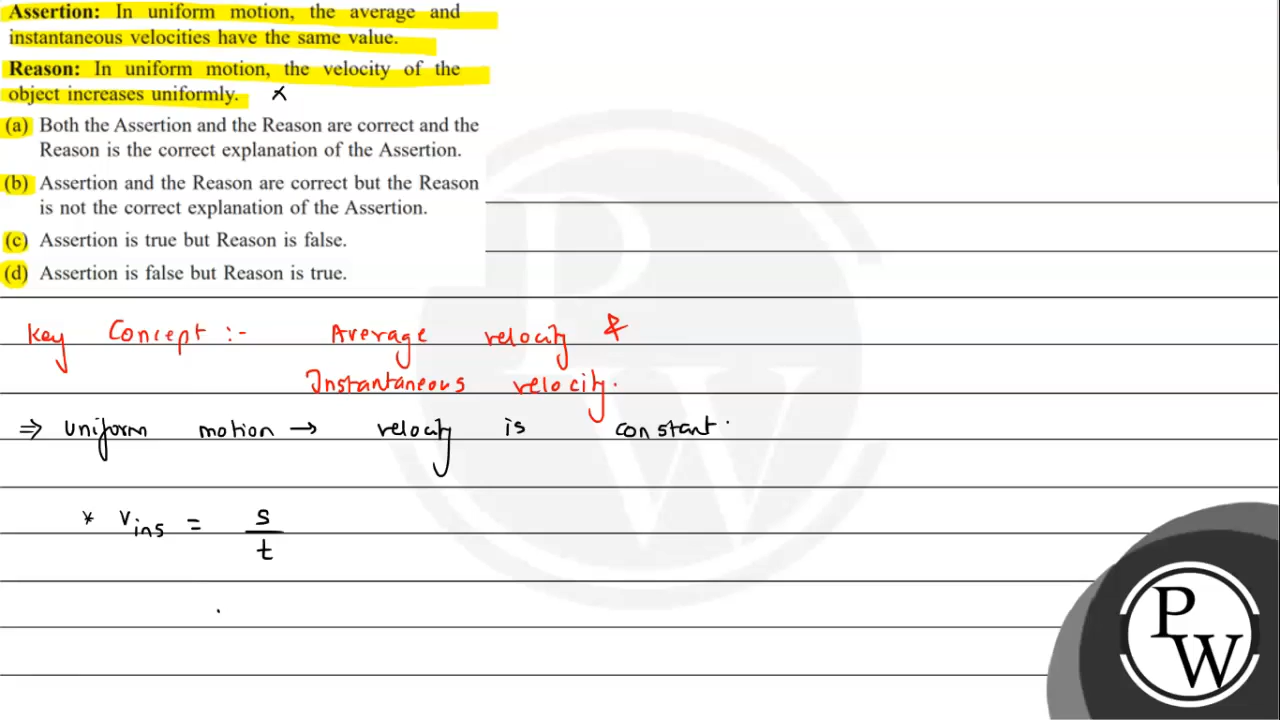 Assertion: In uniform motion, the average and
instantaneous velocities have the same value.
Reason: In uniform motion, the velocity of the
object increases uniformly. ×
(a) Both the Assertion and the Reason are correct and the
Reason is the correct explanation of the Assertion.
(b) Assertion and the Reason are correct but the Reason
is not the correct explanation of the Assertion.
(c) Assertion is true but Reason is false.
(d) Assertion is false but Reason is true.
Key Concept :- Average velocity &
Instantaneous velocity.
⇒ Uniform motion → velocity is constant.
* Vins = s/t
P
W
P
W